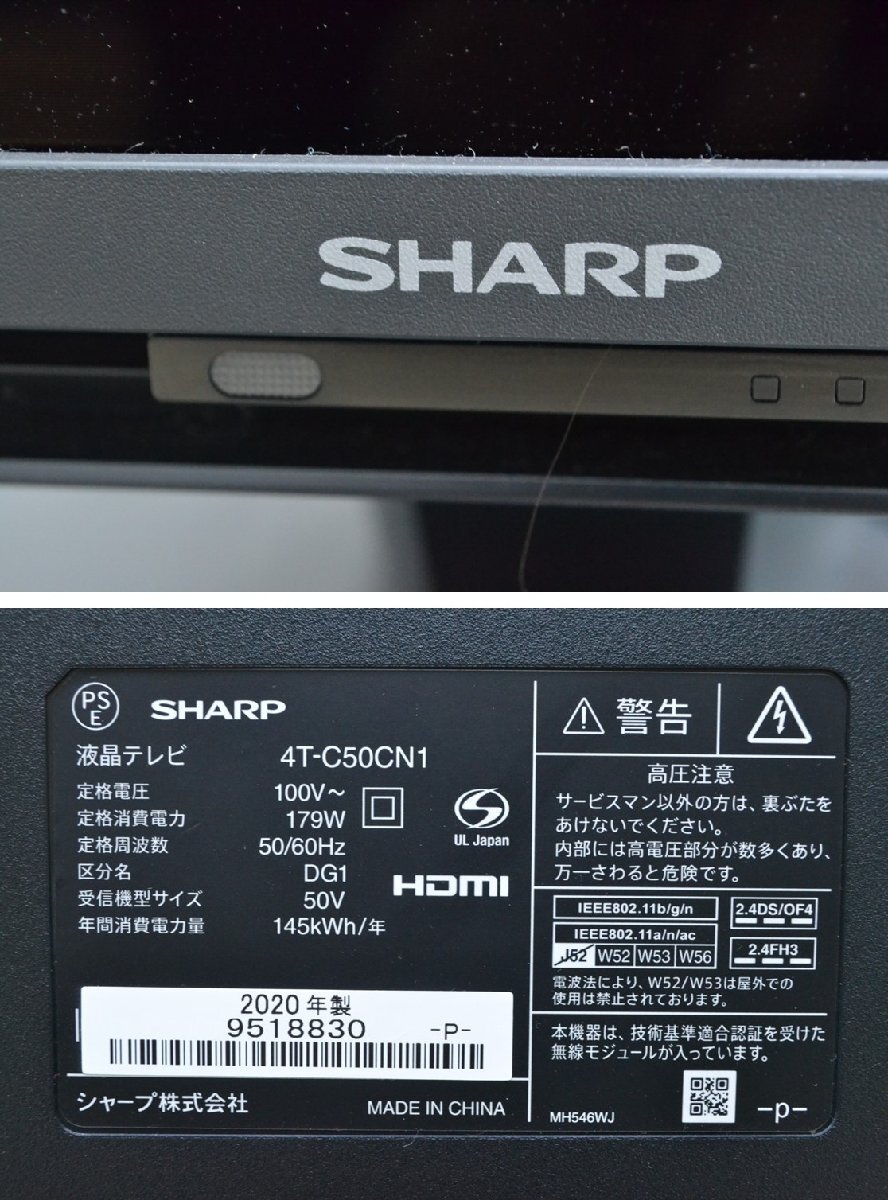 SHARP
PS
E
SHARP
液晶テレビ 4T-C50CN1
定格電圧 100V～
定格消費電力 179W
定格周波数 50/60Hz
区分名 DG1
受信機型サイズ 50V
年間消費電力量 145kWh/年
UL Japan
HDMI
2020年製
9518830 -P-
シャープ株式会社 MADE IN CHINA
警告
高圧注意
サービスマン以外の方は、裏ぶたを
あけないでください。
内部には高電圧部分が数多くあり、
万一さわると危険です。
IEEE802.11b/g/n
IEEE802.11a/n/ac
J52 W52 W53 W56
2.4DS/OF4
2.4FH3
電波法により、W52/W53は屋外での
使用は禁止されております。
本機器は、技術基準適合認証を受けた
無線モジュールが入っています。
MH546WJ -p-